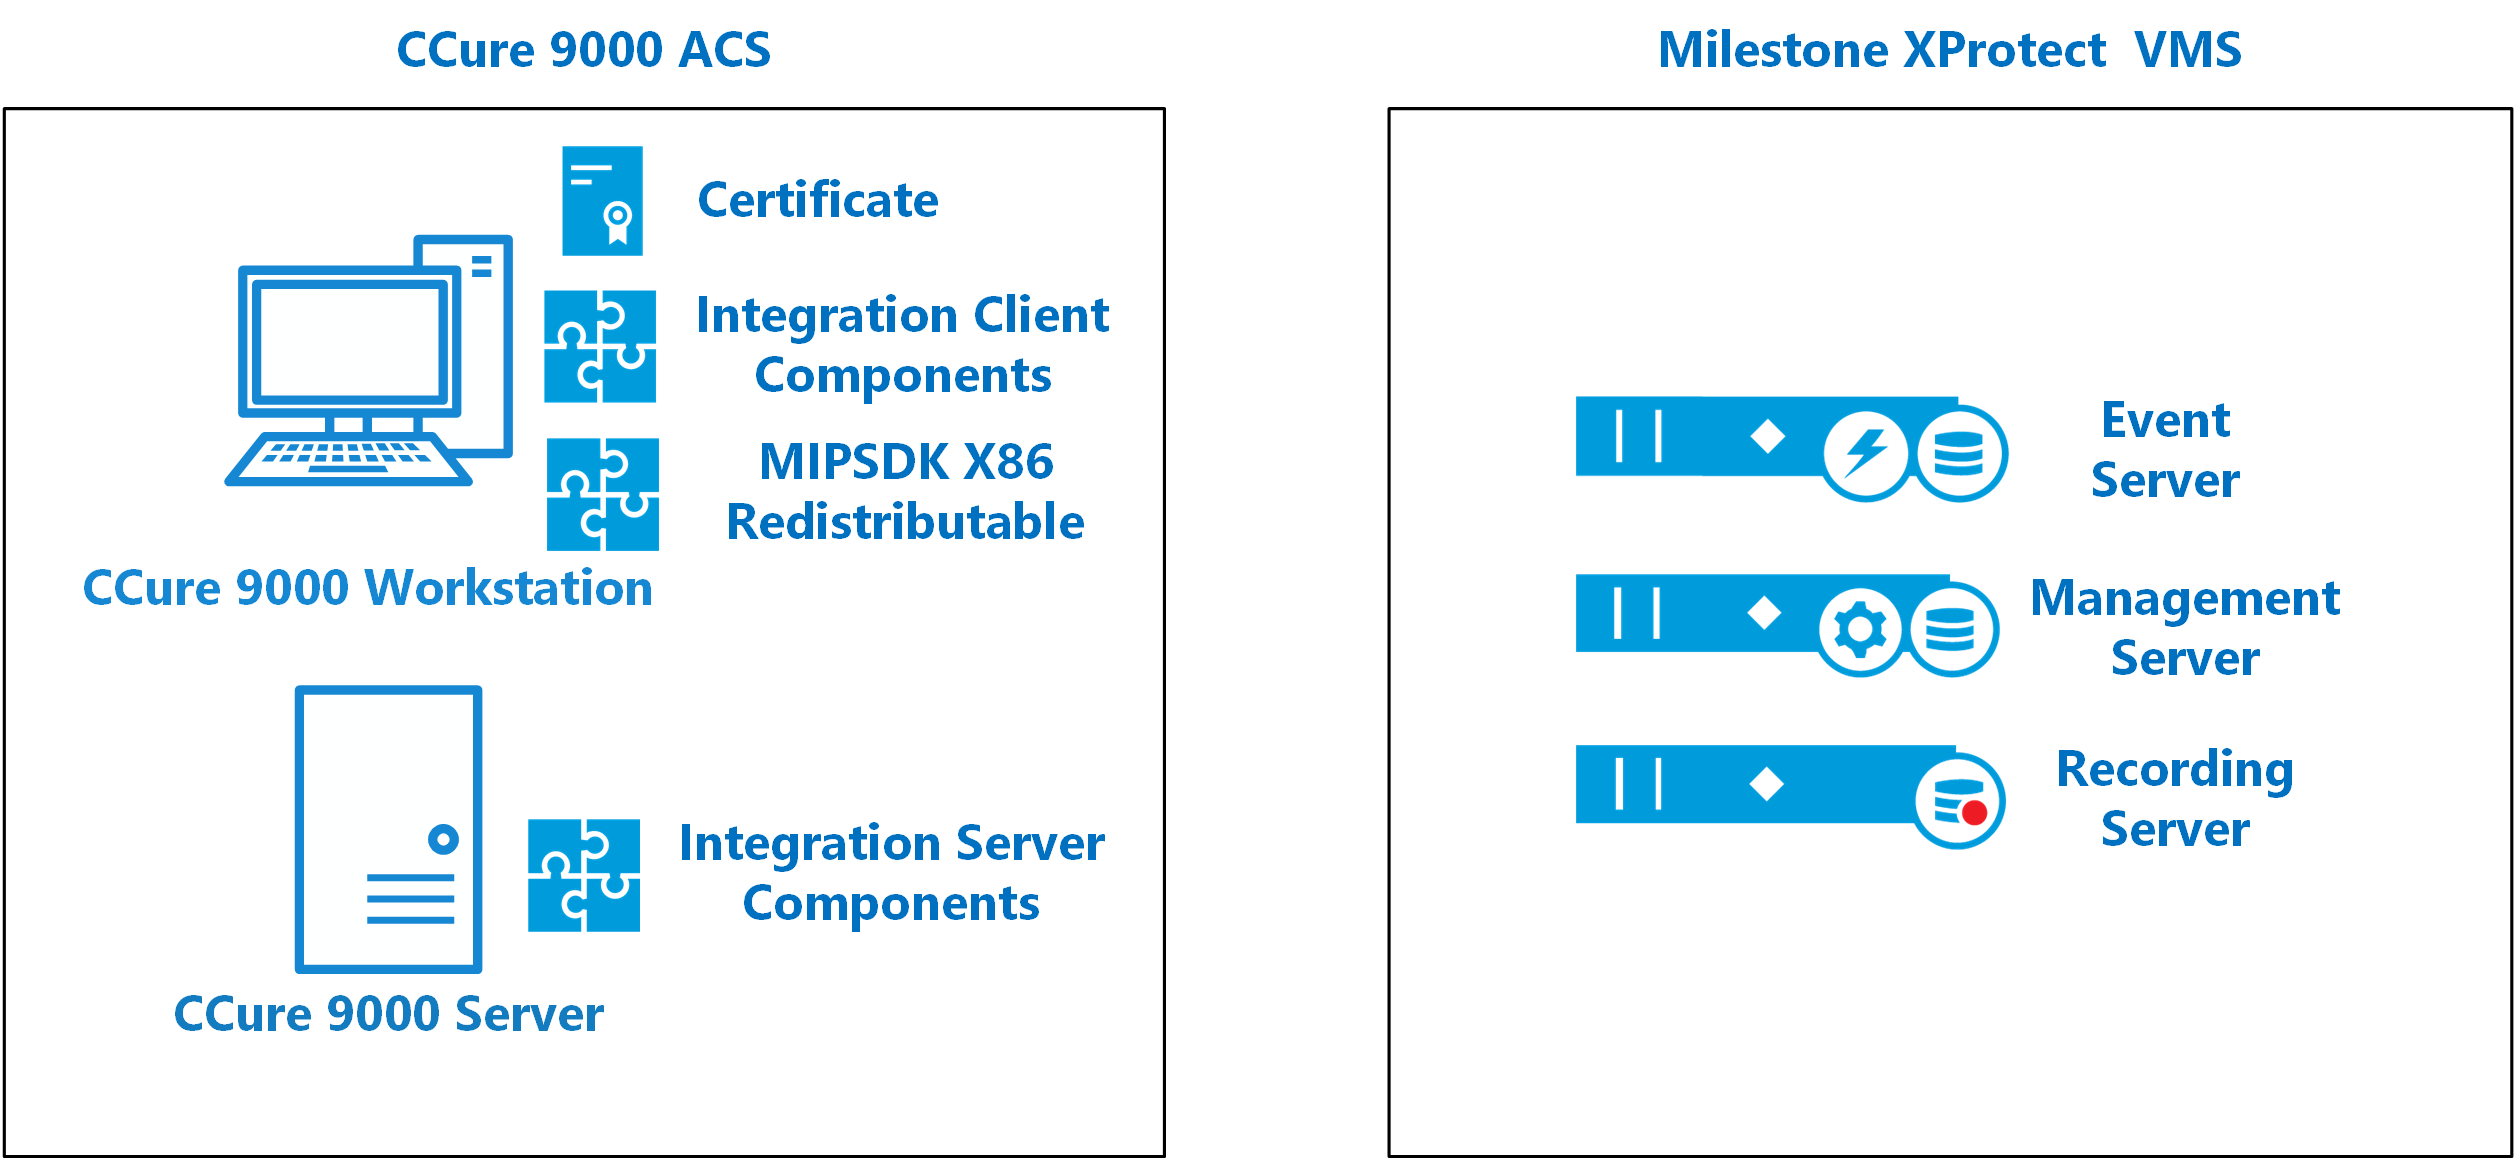 CCure 9000 ACS
Certificate
Integration Client
Components
MIPSDK X86
Redistributable
CCure 9000 Workstation
Integration Server
Components
CCure 9000 Server
Milestone XProtect  VMS
Event
Server
Management
Server
Recording
Server